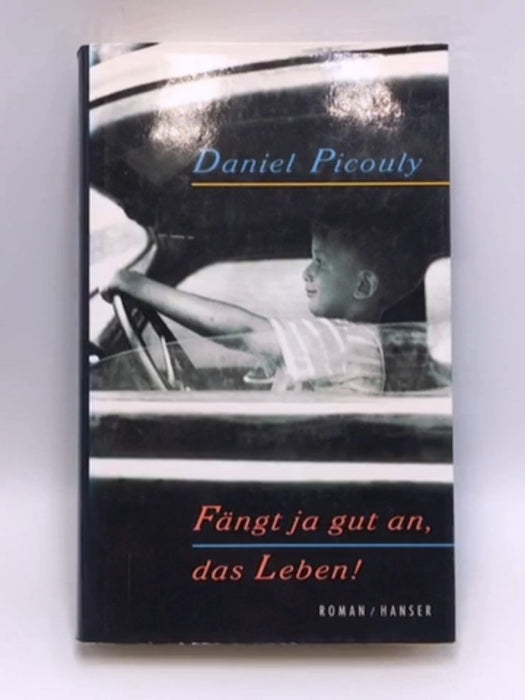 Daniel Picouly
Fängt ja gut an,
das Leben!
ROMAN / HANSER